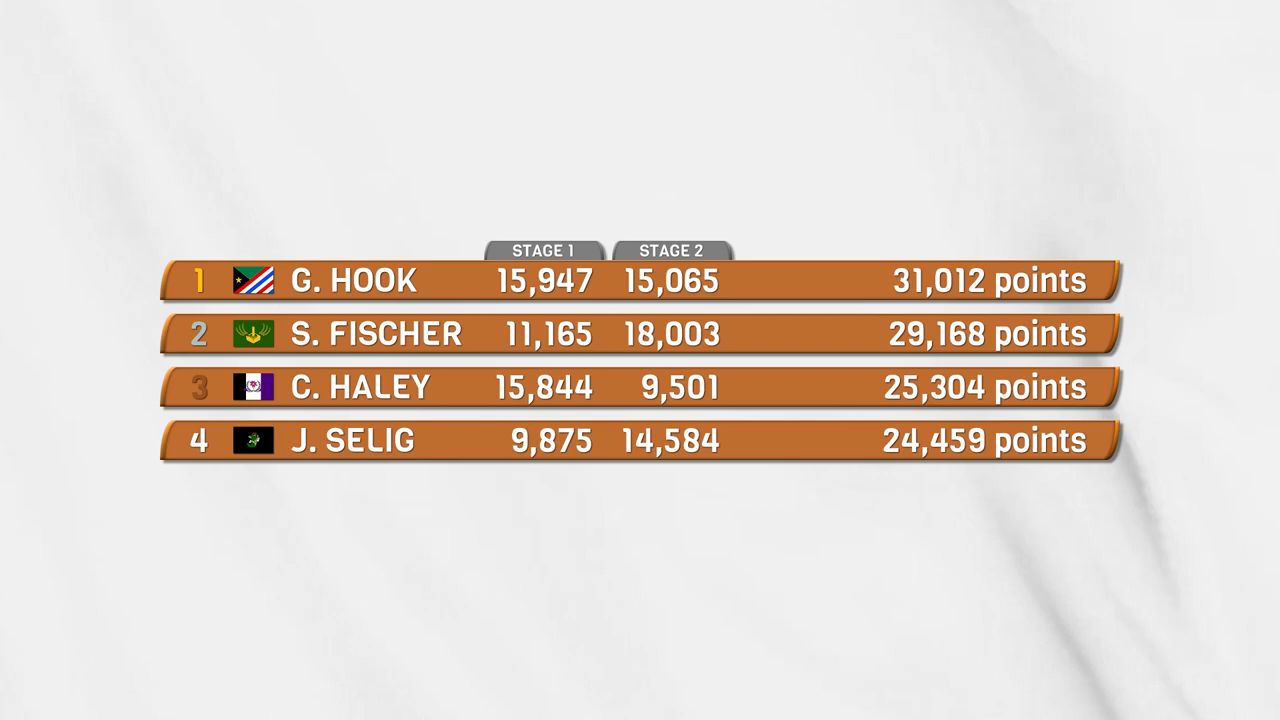 STAGE 1 STAGE 2
1 G. HOOK 15,947 15,065 31,012 points
2 S. FISCHER 11,165 18,003 29,168 points
3 C. HALEY 15,844 9,501 25,304 points
4 J. SELIG 9,875 14,584 24,459 points